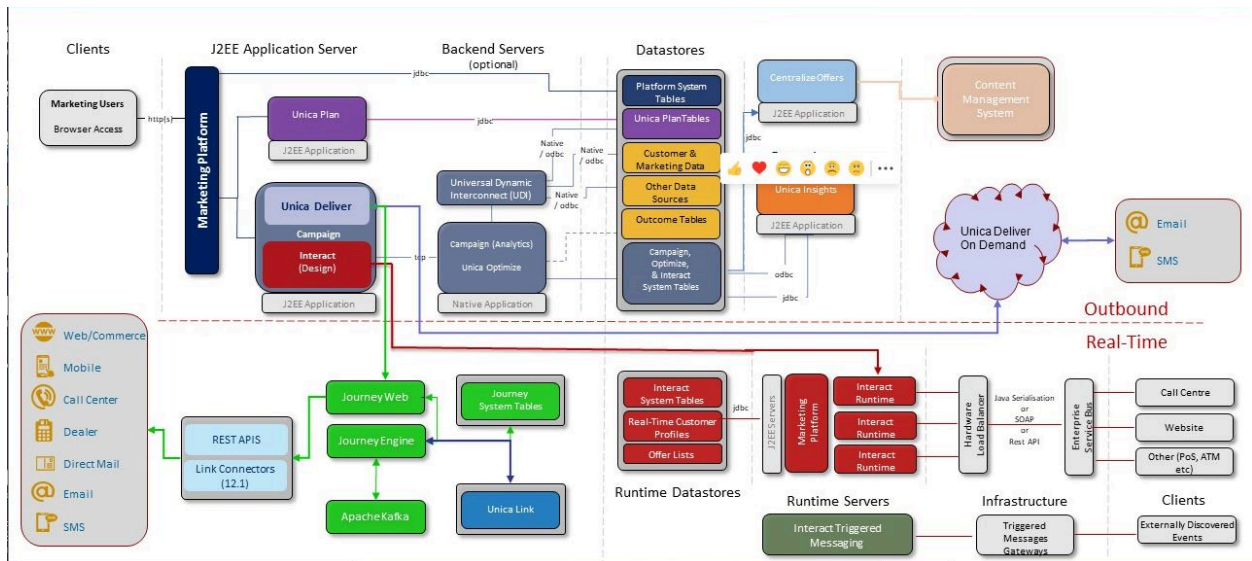 Clients
J2EE Application Server
Backend Servers
(optional)
Datastores
Marketing Users
Browser Access
http(s)
Marketing Platform
jdbc
Unica Plan
J2EE Application
jdbc
Unica Deliver
Campaign
Interact
(Design)
J2EE Application
tcp
Universal Dynamic
Interconnect (UDI)
Campaign (Analytics)
Unica Optimize
Native Application
Native
/ odbc
Native
/ odbc
Native
/ odbc
Platform System
Tables
Unica PlanTables
Customer &
Marketing Data
Other Data
Sources
Outcome Tables
Campaign,
Optimize,
& Interact
System Tables
Centralize Offers
J2EE Application
jdbc
Unica Insights
J2EE Application
odbc
jdbc
Content
Management
System
Unica Deliver
On Demand
Email
SMS
Outbound
Real-Time
Web/Commerce
Mobile
Call Center
Dealer
Direct Mail
Email
SMS
REST APIS
Link Connectors
(12.1)
Journey Web
Journey Engine
Apache Kafka
Journey
System Tables
Unica Link
Interact
System Tables
Real-Time Customer
Profiles
Offer Lists
Runtime Datastores
jdbc
J2EE Servers
Marketing
Platform
Interact
Runtime
Interact
Runtime
Interact
Runtime
Runtime Servers
Hardware
Load Balancer
Java Serialisation
or
SOAP
or
Rest API
Enterprise
Service Bus
Infrastructure
Call Centre
Website
Other (PoS, ATM
etc)
Clients
Interact Triggered
Messaging
Triggered
Messages
Gateways
Externally Discovered
Events